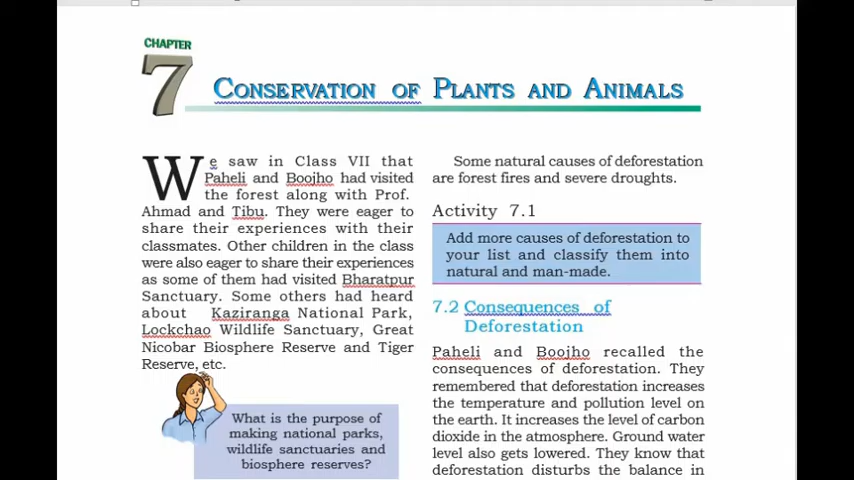 CHAPTER
7
CONSERVATION OF PLANTS AND ANIMALS
We saw in Class VII that
Paheli and Boojho had visited
the forest along with Prof.
Ahmad and Tibu. They were eager to
share their experiences with their
classmates. Other children in the class
were also eager to share their experiences
as some of them had visited Bharatpur
Sanctuary. Some others had heard
about Kaziranga National Park,
Lockchao Wildlife Sanctuary, Great
Nicobar Biosphere Reserve and Tiger
Reserve, etc.
What is the purpose of
making national parks,
wildlife sanctuaries and
biosphere reserves?
Some natural causes of deforestation
are forest fires and severe droughts.
Activity 7.1
Add more causes of deforestation to
your list and classify them into
natural and man-made.
7.2 Consequences of
Deforestation
Paheli and Boojho recalled the
consequences of deforestation. They
remembered that deforestation increases
the temperature and pollution level on
the earth. It increases the level of carbon
dioxide in the atmosphere. Ground water
level also gets lowered. They know that
deforestation disturbs the balance in